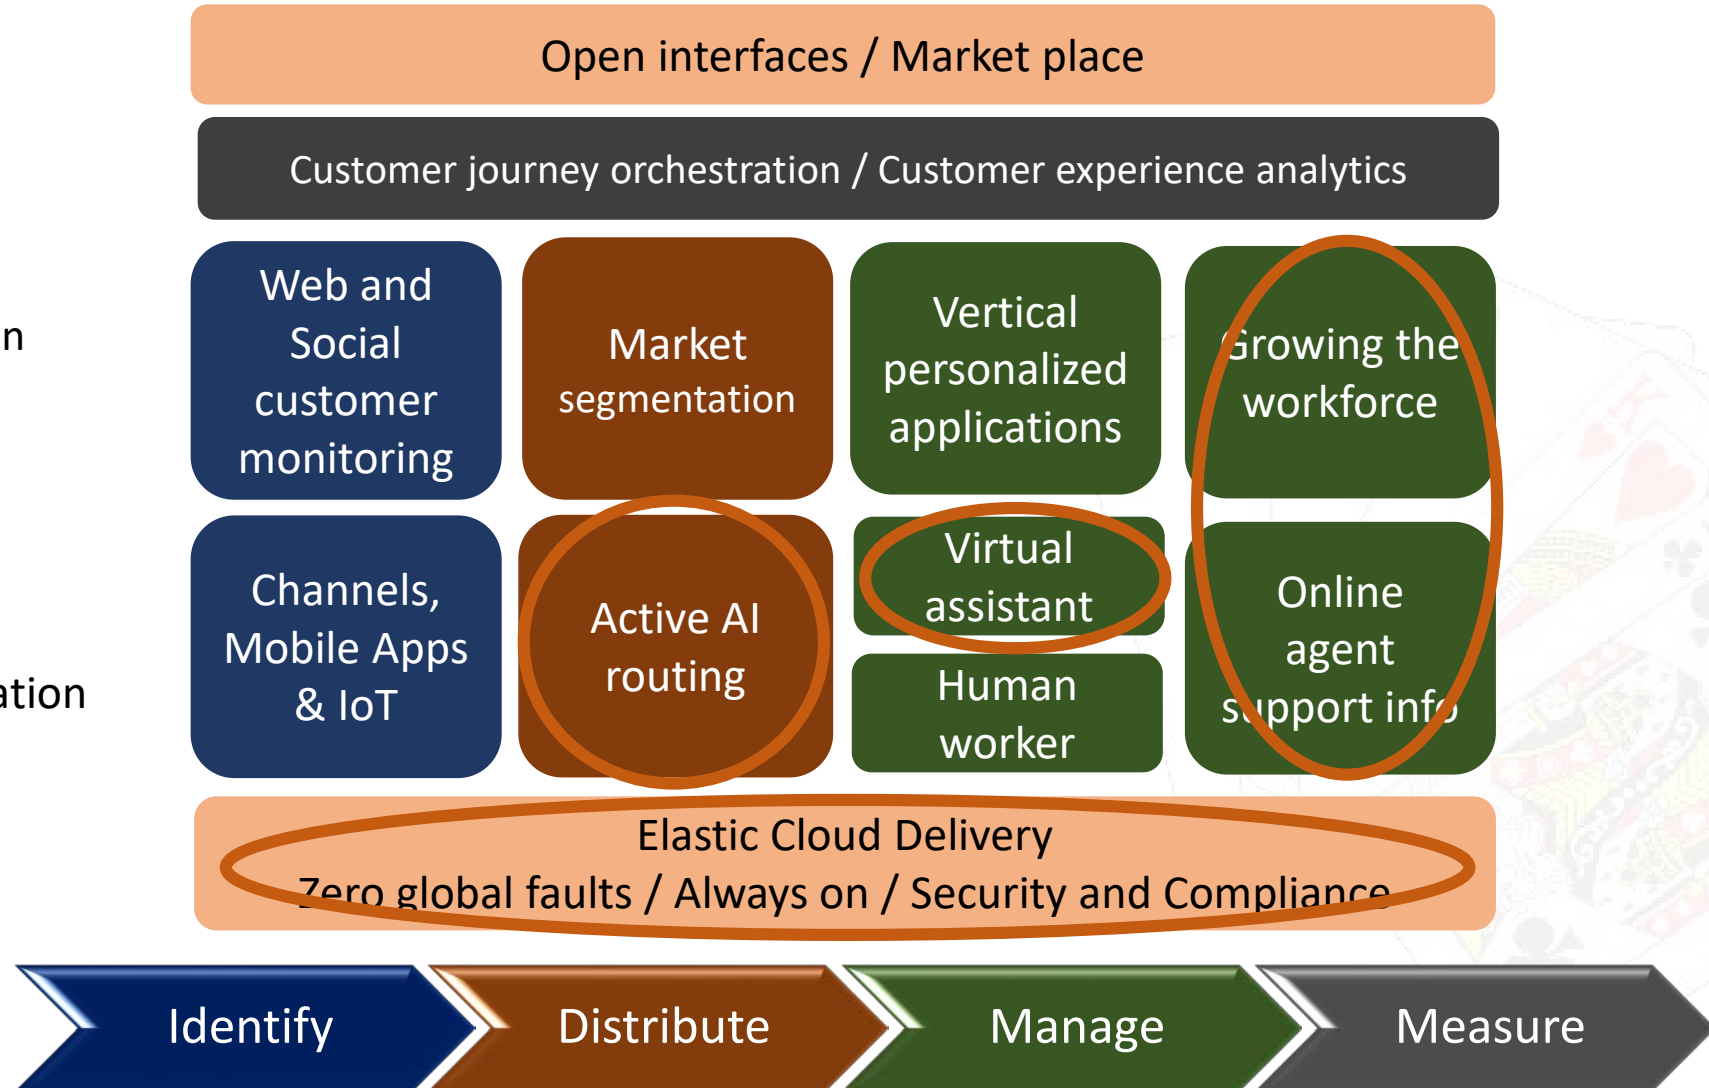 Open interfaces / Market place
Customer journey orchestration / Customer experience analytics
Web and
Social
customer
monitoring
Market
segmentation
Vertical
personalized
applications
Growing the
workforce
n
Channels,
Mobile Apps
& IoT
Active AI
routing
Virtual
assistant
Human
worker
Online
agent
support info
ation
Elastic Cloud Delivery
Zero global faults / Always on / Security and Compliance
Identify
Distribute
Manage
Measure